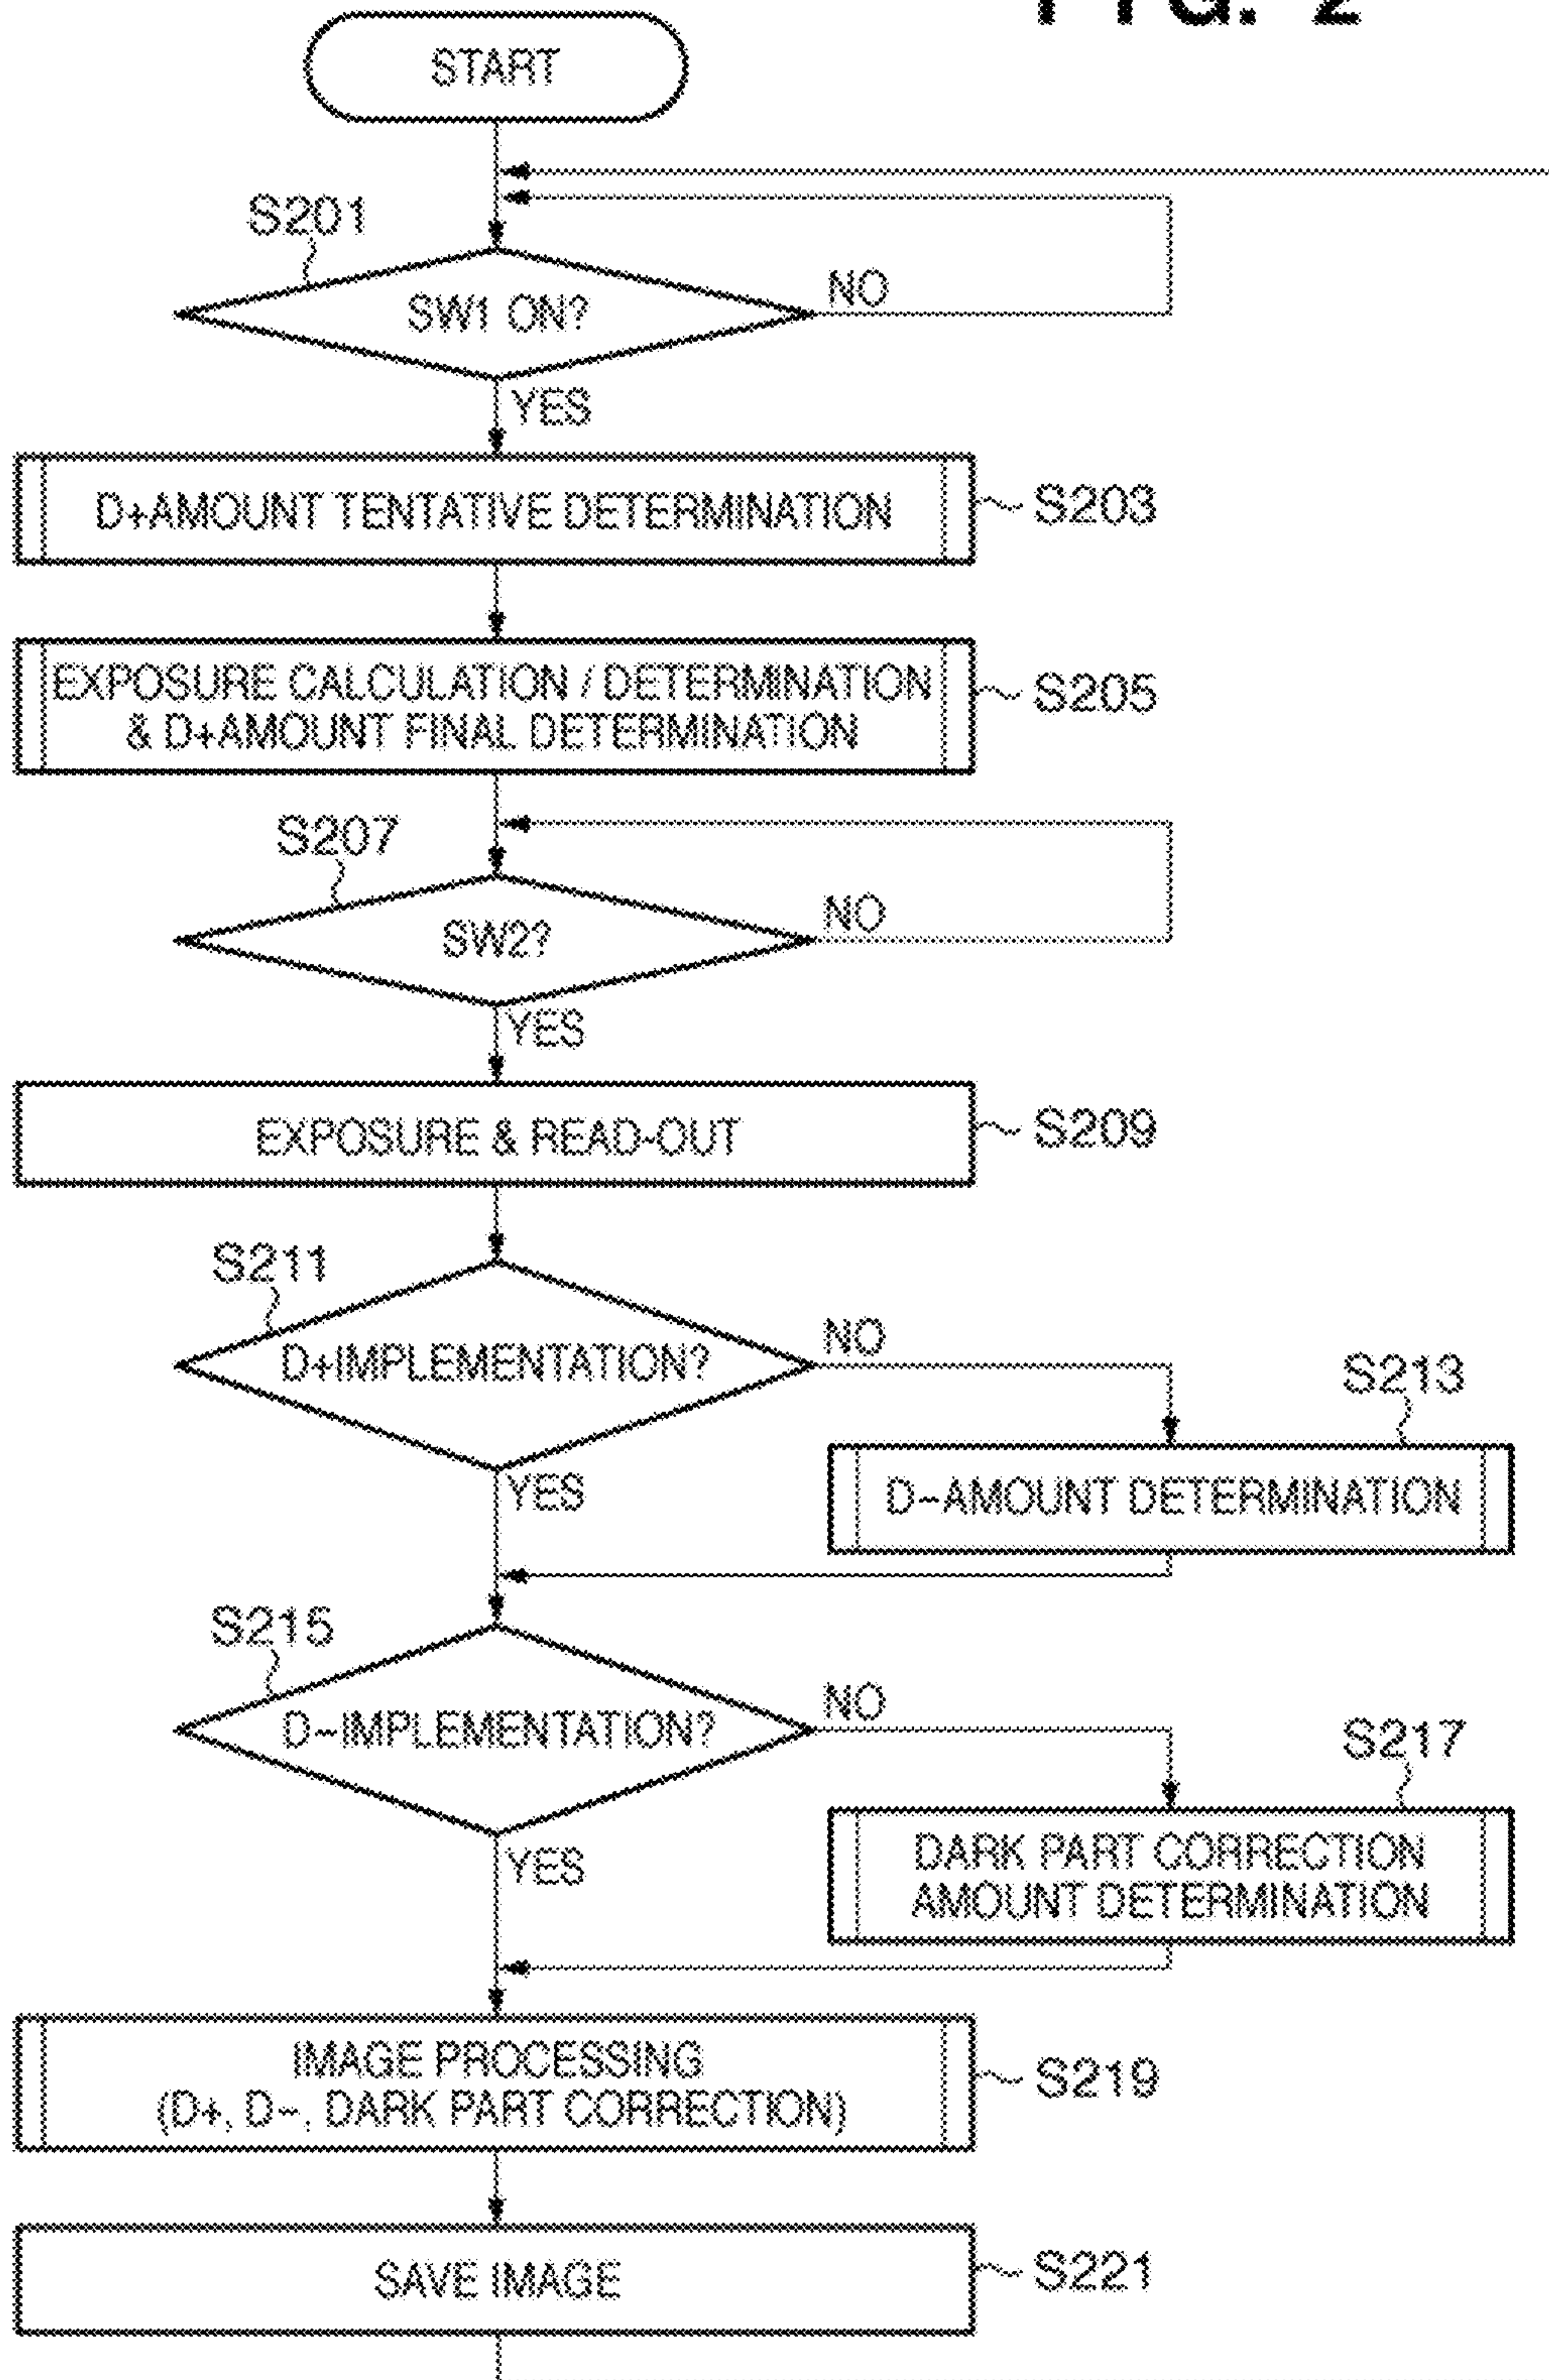 FIG. 2
START
S201
SW1 ON?
NO
YES
D+AMOUNT TENTATIVE DETERMINATION
S203
EXPOSURE CALCULATION / DETERMINATION
& D+AMOUNT FINAL DETERMINATION
S205
S207
SW2?
NO
YES
EXPOSURE & READ-OUT
S209
S211
D+IMPLEMENTATION?
NO
YES
S213
D-AMOUNT DETERMINATION
S215
D-IMPLEMENTATION?
NO
YES
S217
DARK PART CORRECTION
AMOUNT DETERMINATION
IMAGE PROCESSING
(D+, D-, DARK PART CORRECTION)
S219
SAVE IMAGE
S221